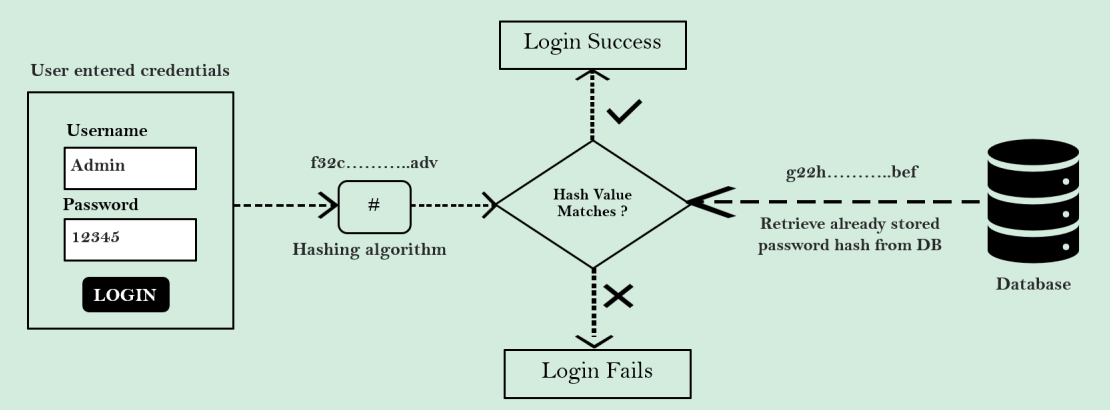 Login Success
User entered credentials
Username
Admin
Password
12345
LOGIN
f32c...........adv
#
Hashing algorithm
Hash Value
Matches ?
g22h...........bef
Retrieve already stored
password hash from DB
Database
Login Fails